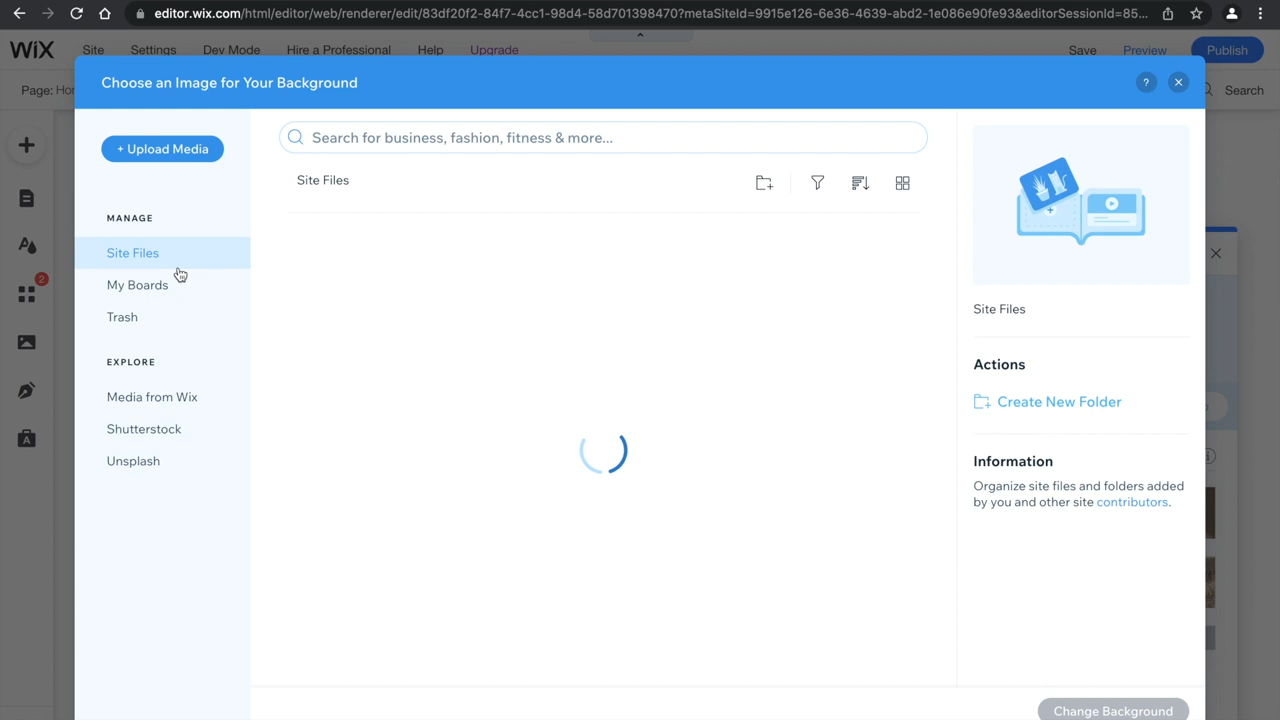 editor.wix.com/html/editor/web/renderer/edit/83df20f2-84f7-4cc1-98d4-58d701398470?metaSiteId=9915e126-6e36-4639-abd2-1e086e90fe93&editorSessionId=85...
WiX Site Settings Dev Mode Hire a Professional Help Upgrade Save Preview Publish
Page: Search
Choose an Image for Your Background ? ×
+ Upload Media
MANAGE
Site Files
My Boards
Trash
EXPLORE
Media from Wix
Shutterstock
Unsplash
2
Search for business, fashion, fitness & more...
Site Files
Site Files
Actions
Create New Folder
Information
Organize site files and folders added
by you and other site contributors.
Change Background